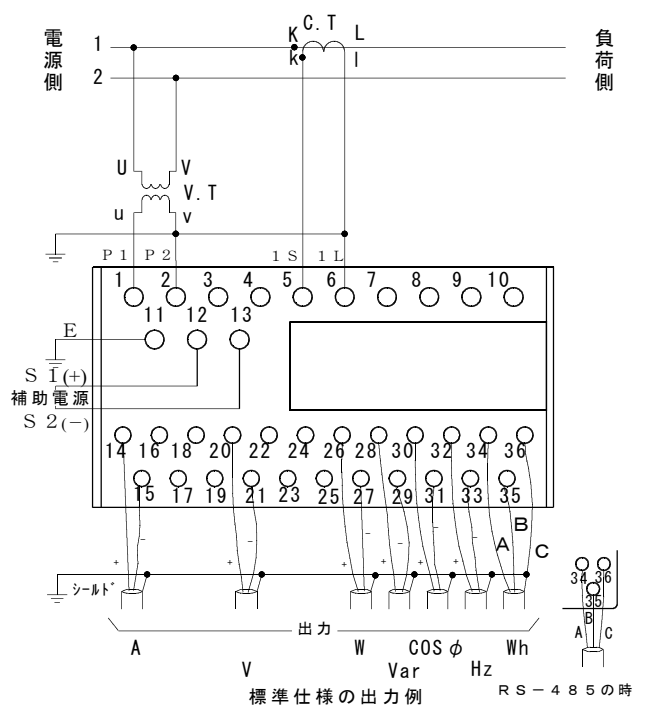 電源側
負荷側
1
2
K
C.T
L
k
l
U
V
V.T
u
v
P1
P2
1S
1L
1
2
3
4
5
6
7
8
9
10
11
12
13
E
S1(+)
補助電源
S2(-)
14
16
18
20
22
24
26
28
30
32
34
36
15
17
19
21
23
25
27
29
31
33
35
A
B
C
+
-
+
-
+
-
+
-
+
-
+
-
シールド
出力
A
V
W
Var
COSφ
Hz
Wh
標準仕様の出力例
34
36
35
B
A
C
RS-485の時